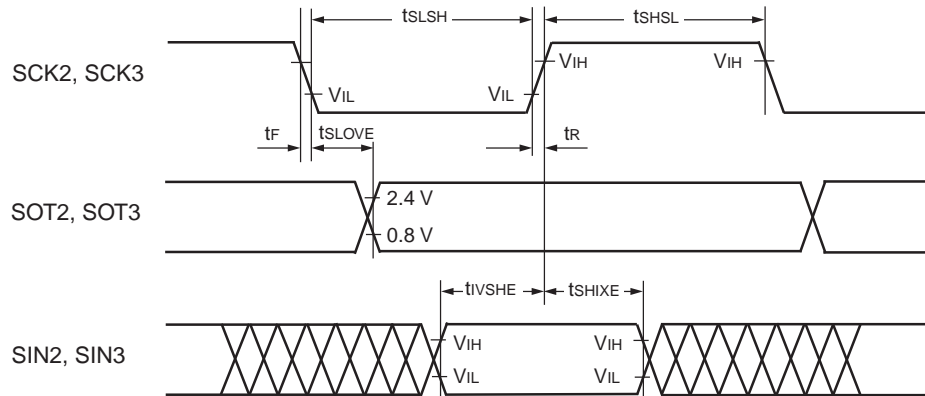 tSLSH tSHSL
SCK2, SCK3
VIH VIH
VIL VIL
tF tSLOVE tR
SOT2, SOT3
2.4 V
0.8 V
tIVSHE tSHIXE
SIN2, SIN3
VIH VIH
VIL VIL